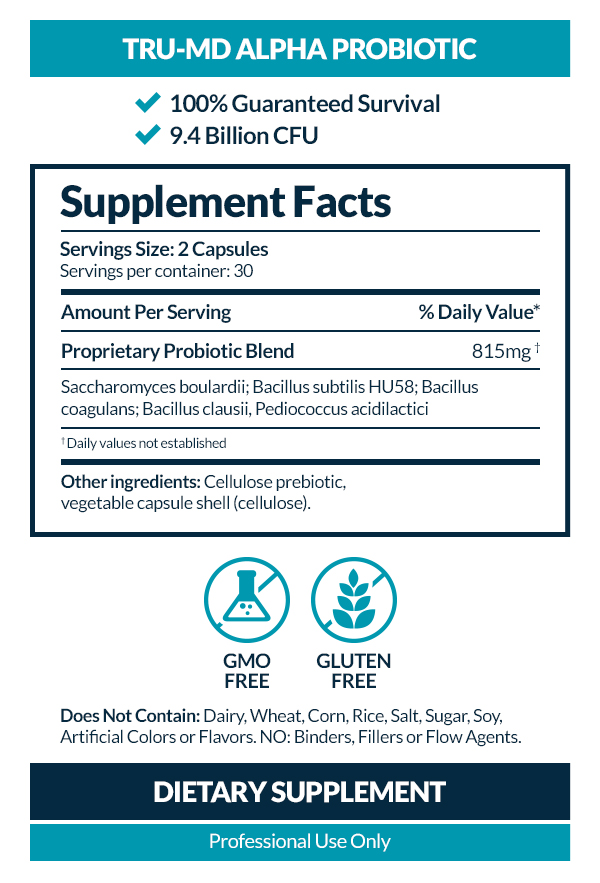 TRU-MD ALPHA PROBIOTIC
100% Guaranteed Survival
9.4 Billion CFU
Supplement Facts
Servings Size: 2 Capsules
Servings per container: 30
Amount Per Serving % Daily Value*
Proprietary Probiotic Blend 815mg †
Saccharomyces boulardii; Bacillus subtilis HU58; Bacillus
coagulans; Bacillus clausii, Pediococcus acidilactici
†Daily values not established
Other ingredients: Cellulose prebiotic,
vegetable capsule shell (cellulose).
GMO GLUTEN
FREE FREE
Does Not Contain: Dairy, Wheat, Corn, Rice, Salt, Sugar, Soy,
Artificial Colors or Flavors. NO: Binders, Fillers or Flow Agents.
DIETARY SUPPLEMENT
Professional Use Only